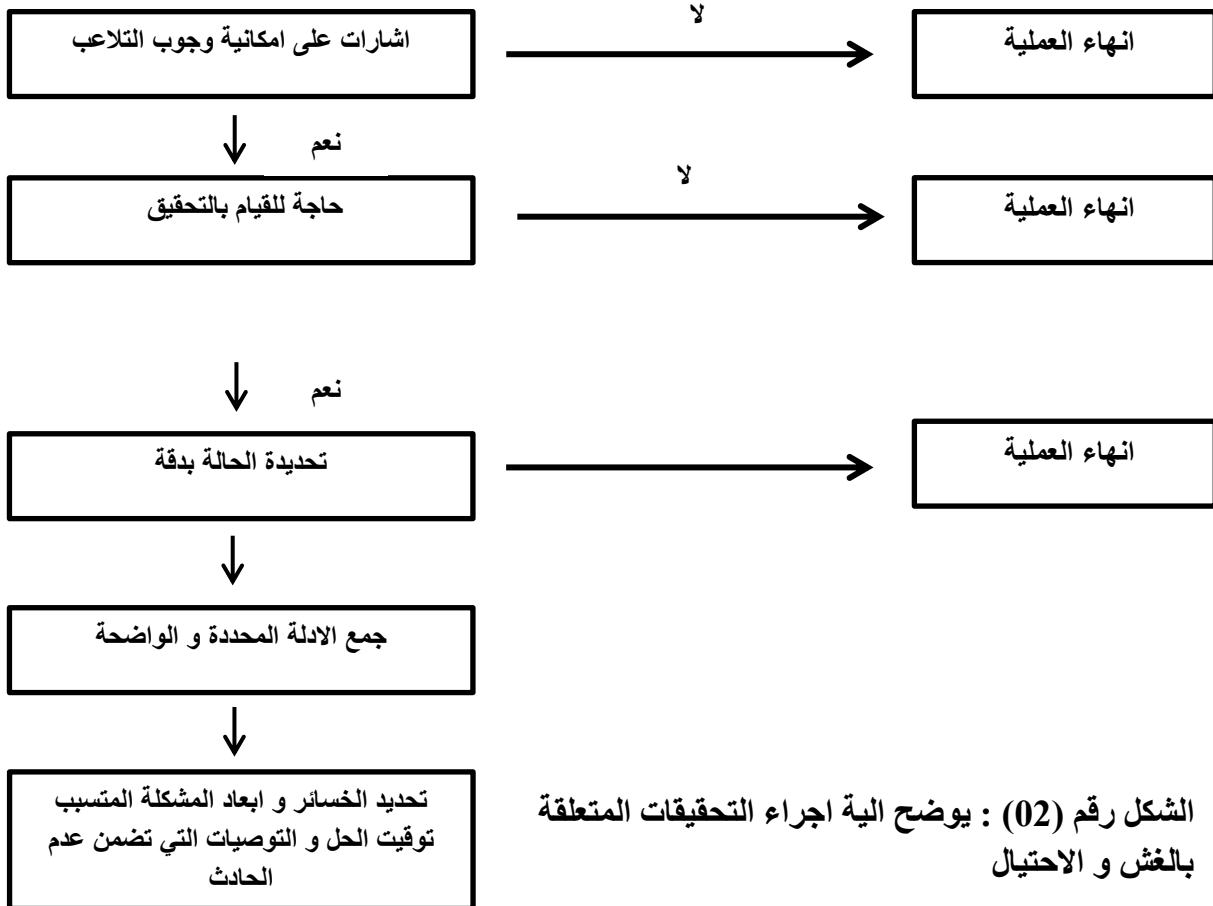 اشارات على امكانية وجوب التلاعب
لا
انهاء العملية
نعم
حاجة للقيام بالتحقيق
لا
انهاء العملية
نعم
تحديدة الحالة بدقة
انهاء العملية
جمع الادلة المحددة و الواضحة
تحديد الخسائر و ابعاد المشكلة المتسبب
توقيت الحل و التوصيات التي تضمن عدم
الحادث
الشكل رقم (02) : يوضح الية اجراء التحقيقات المتعلقة
بالغش و الاحتيال